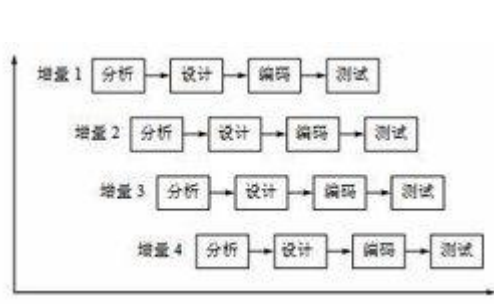 增量 1 分析 设计 编码 测试
增量 2 分析 设计 编码 测试
增量 3 分析 设计 编码 测试
增量 4 分析 设计 编码 测试